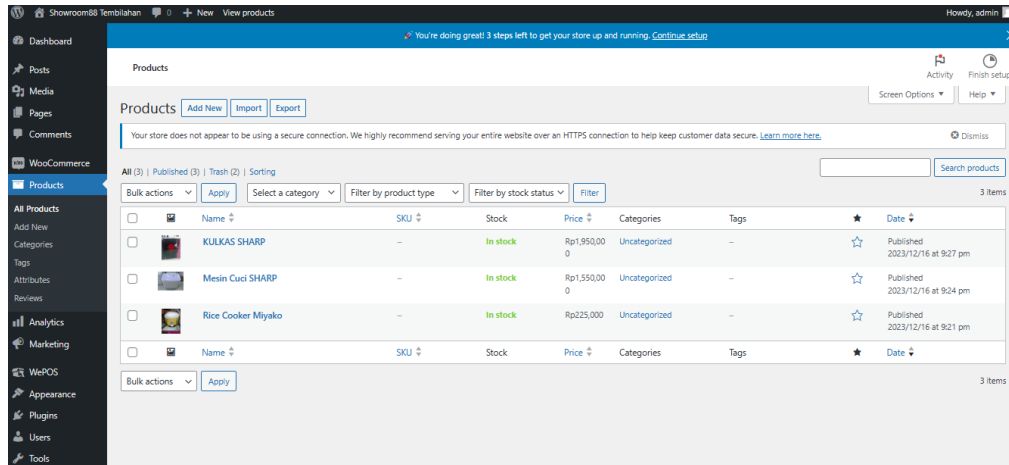 Showroom88 Tembilahan 0 + New View products Howdy, admin
Dashboard
🚀 You're doing great! 3 steps left to get your store up and running. Continue setup
Posts
Media
Pages
Comments
WooCommerce
Products
All Products
Add New
Categories
Tags
Attributes
Reviews
Analytics
Marketing
WePOS
Appearance
Plugins
Users
Tools
Products
Activity
Finish setup
Screen Options ▼ Help ▼
Products Add New Import Export
Your store does not appear to be using a secure connection. We highly recommend serving your entire website over an HTTPS connection to help keep customer data secure. Learn more here. Dismiss
All (3) | Published (3) | Trash (2) | Sorting
Search products
Bulk actions Apply Select a category Filter by product type Filter by stock status Filter 3 items
Name SKU Stock Price Categories Tags ★ Date
KULKAS SHARP – In stock Rp1,950,00 Uncategorized – Published
0 2023/12/16 at 9:27 pm
Mesin Cuci SHARP – In stock Rp1,550,00 Uncategorized – Published
0 2023/12/16 at 9:24 pm
Rice Cooker Miyako – In stock Rp225,000 Uncategorized – Published
2023/12/16 at 9:21 pm
Name SKU Stock Price Categories Tags ★ Date
Bulk actions Apply 3 items